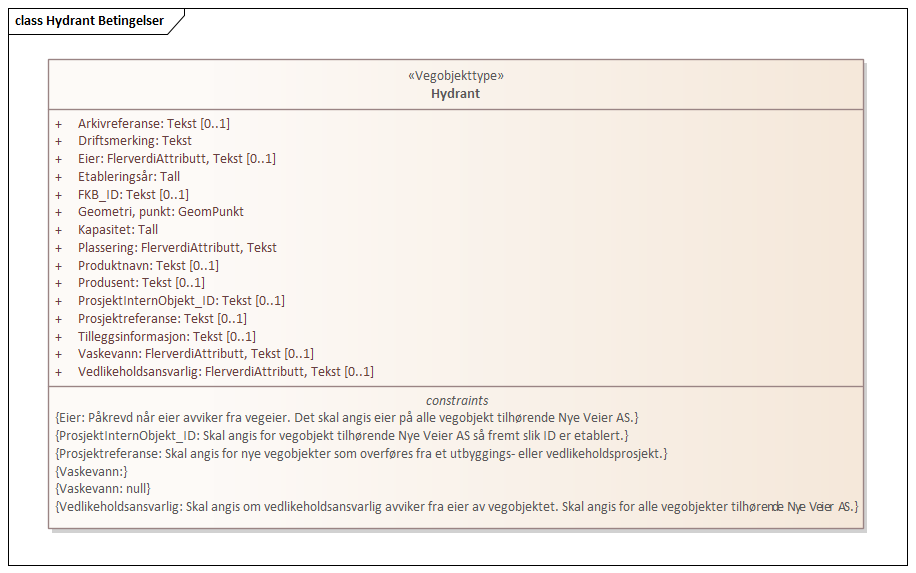 class Hydrant Betingelser
«Vegobjekttype»
Hydrant
+ Arkivreferanse: Tekst [0..1]
+ Driftsmerking: Tekst
+ Eier: FlerverdiAttributt, Tekst [0..1]
+ Etableringsår: Tall
+ FKB_ID: Tekst [0..1]
+ Geometri, punkt: GeomPunkt
+ Kapasitet: Tall
+ Plassering: FlerverdiAttributt, Tekst
+ Produktnavn: Tekst [0..1]
+ Produsent: Tekst [0..1]
+ ProsjektInternObjekt_ID: Tekst [0..1]
+ Prosjektreferanse: Tekst [0..1]
+ Tilleggsinformasjon: Tekst [0..1]
+ Vaskevann: FlerverdiAttributt, Tekst [0..1]
+ Vedlikeholdsansvarlig: FlerverdiAttributt, Tekst [0..1]
constraints
{Eier: Påkrevd når eier avviker fra vegeier. Det skal angis eier på alle vegobjekt tilhørende Nye Veier AS.}
{ProsjektInternObjekt_ID: Skal angis for vegobjekt tilhørende Nye Veier AS så fremt slik ID er etablert.}
{Prosjektreferanse: Skal angis for nye vegobjekter som overføres fra et utbyggings- eller vedlikeholdsprosjekt.}
{Vaskevann:}
{Vaskevann: null}
{Vedlikeholdsansvarlig: Skal angis om vedlikeholdsansvarlig avviker fra eier av vegobjektet. Skal angis for alle vegobjekter tilhørende Nye Veier AS.}